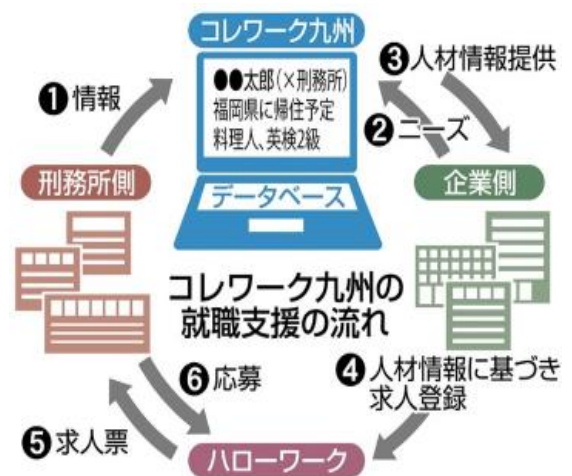 コレワーク九州
●●太郎(×刑務所)
福岡県に帰住予定
料理人、英検2級
データベース
❶情報
❸人材情報提供
❷ニーズ
刑務所側
企業側
コレワーク九州の
就職支援の流れ
❹人材情報に基づき
求人登録
❻応募
❺求人票
ハローワーク